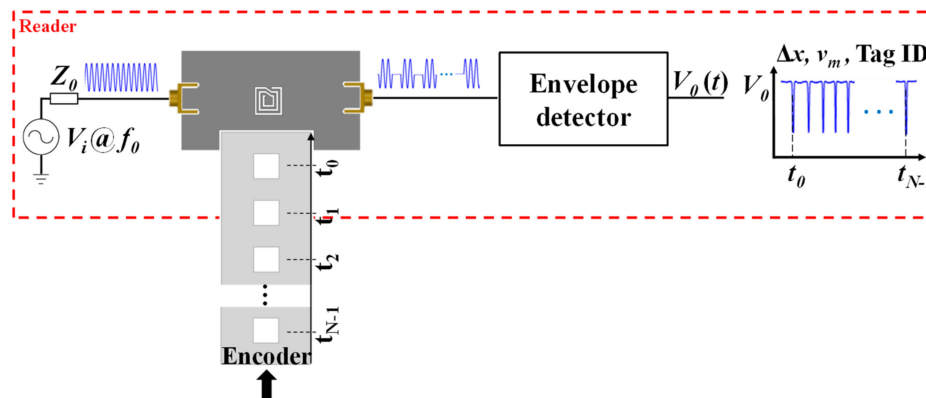 Reader
Z0
Vi@f0
Envelope
detector
V0(t)
Δx, vm, Tag ID
V0
t0
tN-
t0
t1
t2
tN-1
Encoder